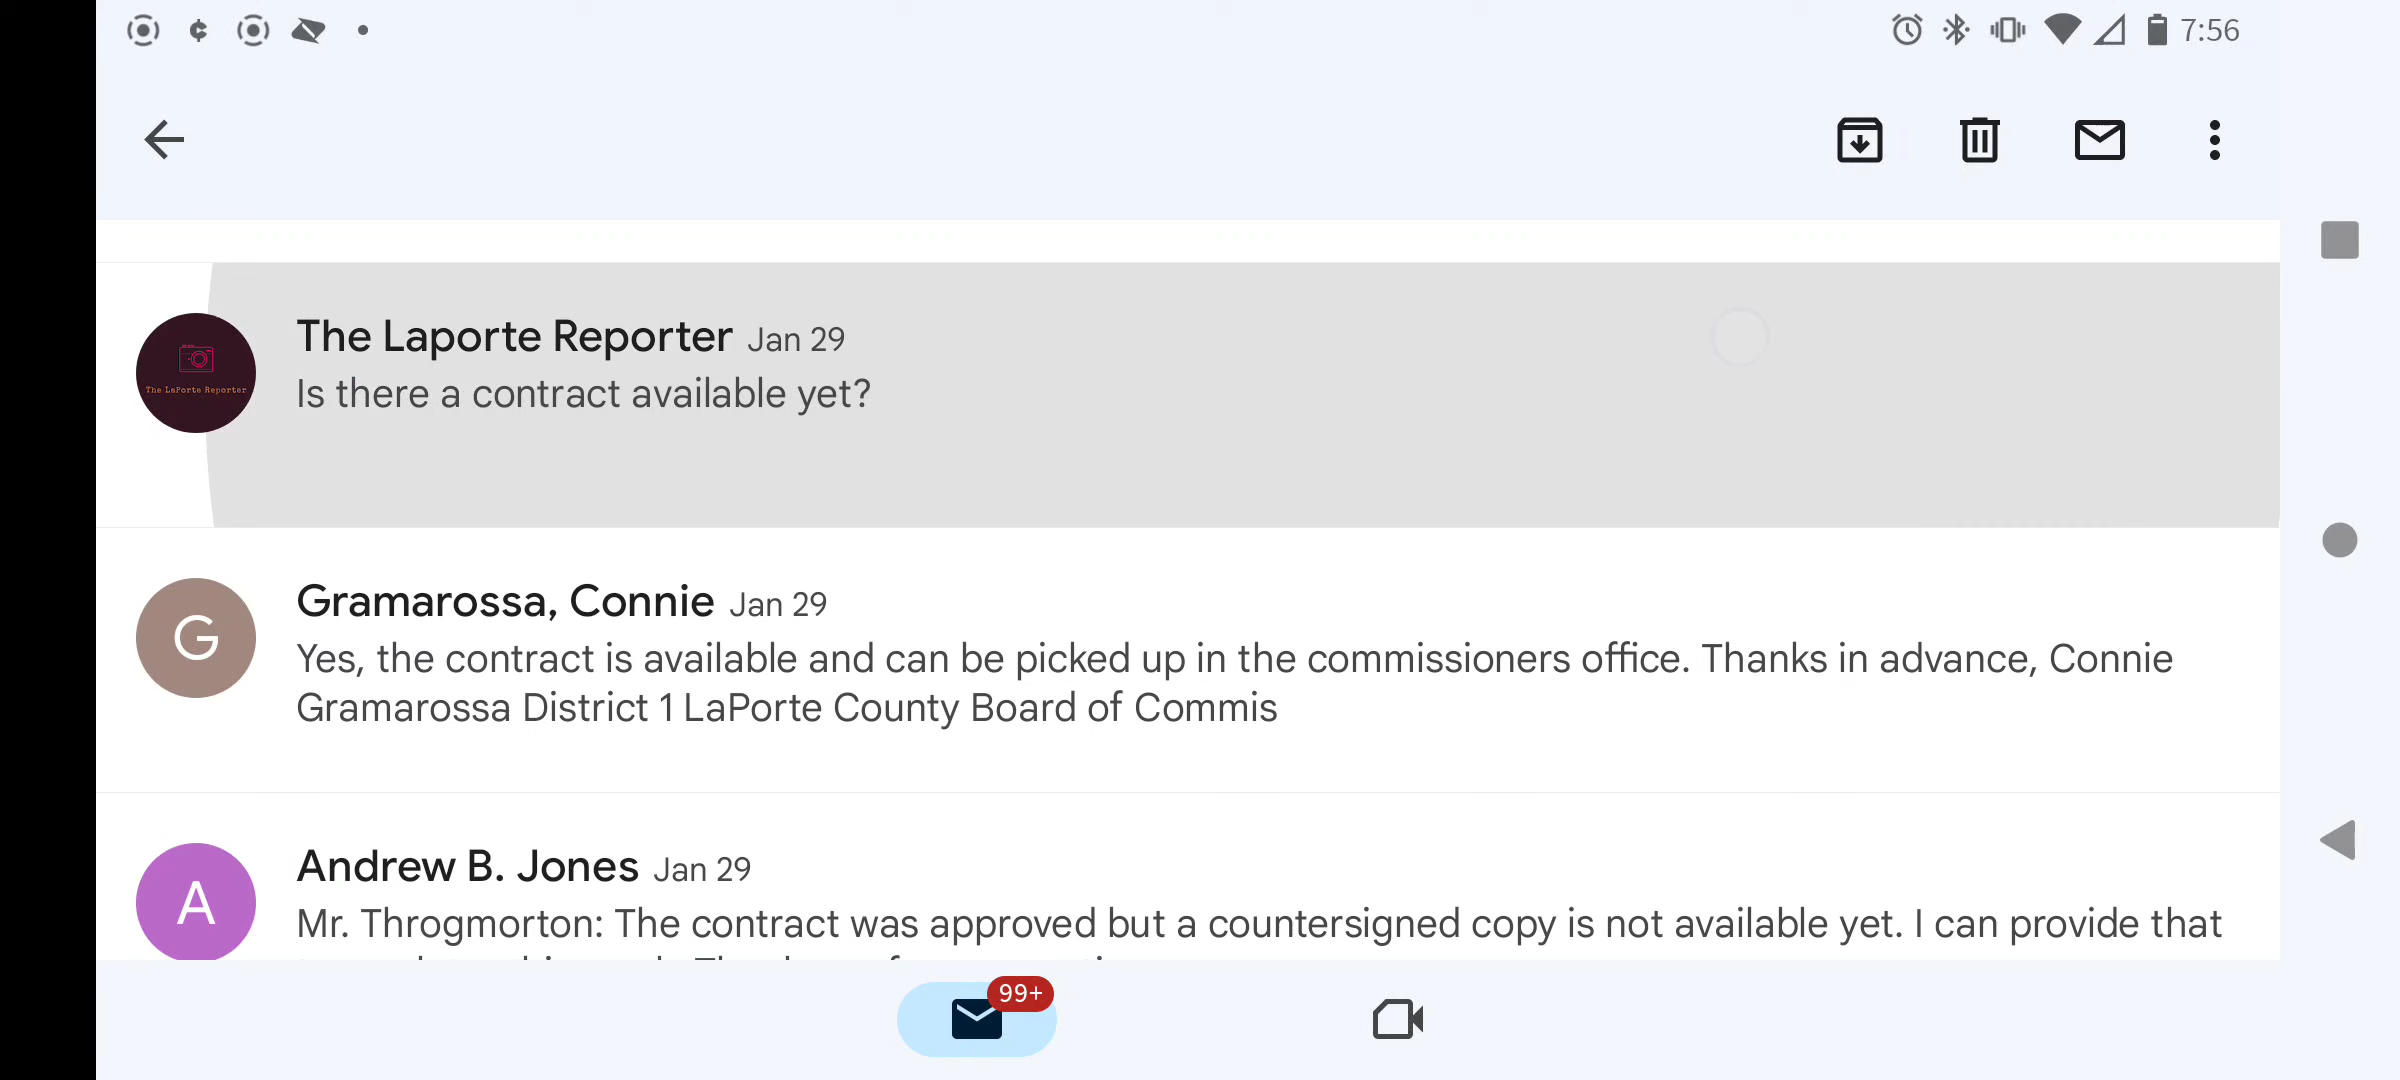 7:56
The Laporte Reporter Jan 29
The LaPorte Reporter
Is there a contract available yet?
Gramarossa, Connie Jan 29
G
Yes, the contract is available and can be picked up in the commissioners office. Thanks in advance, Connie
Gramarossa District 1 LaPorte County Board of Commis
Andrew B. Jones Jan 29
A
Mr. Throgmorton: The contract was approved but a countersigned copy is not available yet. I can provide that
99+